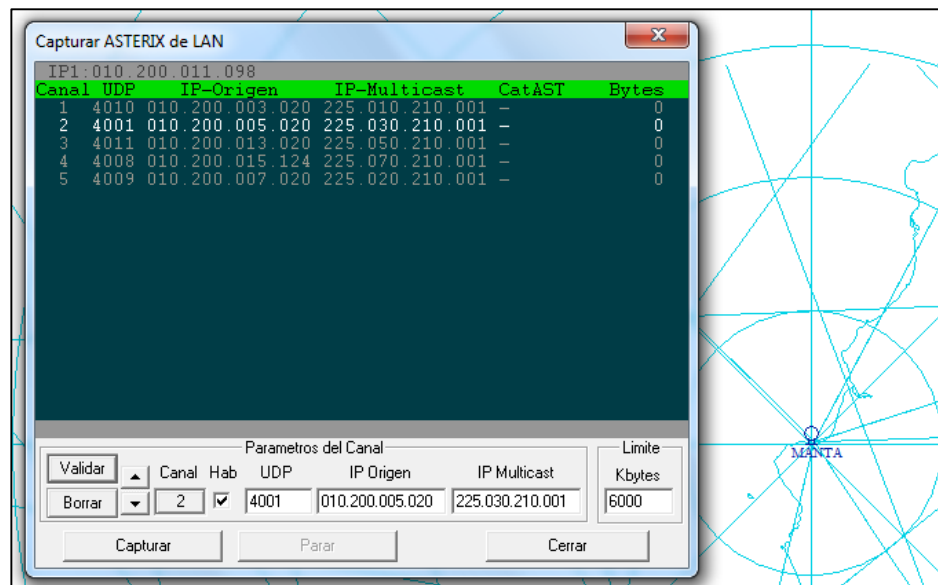 Capturar ASTERIX de LAN
IP1:010.200.011.098
Canal UDP IP-Origen IP-Multicast CatAST Bytes
1 4010 010.200.003.020 225.010.210.001 – 0
2 4001 010.200.005.020 225.030.210.001 – 0
3 4011 010.200.013.020 225.050.210.001 – 0
4 4008 010.200.015.124 225.070.210.001 – 0
5 4009 010.200.007.020 225.020.210.001 – 0
MANTA
Parametros del Canal Limite
Validar Canal Hab UDP IP Origen IP Multicast Kbytes
Borrar 2 4001 010.200.005.020 225.030.210.001 6000
Capturar Parar Cerrar